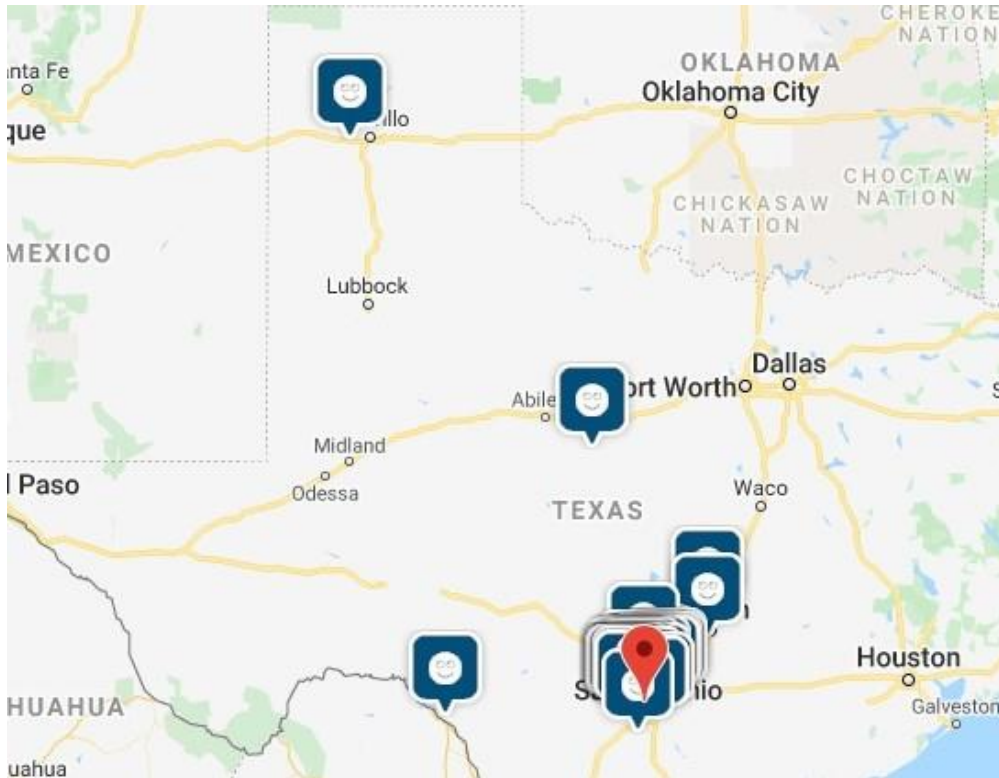 CHEROKE
NATION
OKLAHOMA
Oklahoma City
anta Fe
que
illo
CHOCTAW
NATION
CHICKASAW
NATION
MEXICO
Lubbock
Dallas
ort Worth
Abile
Midland
Odessa
l Paso
Waco
TEXAS
n
Houston
S
nio
Galveston
HUAHUA
uahua